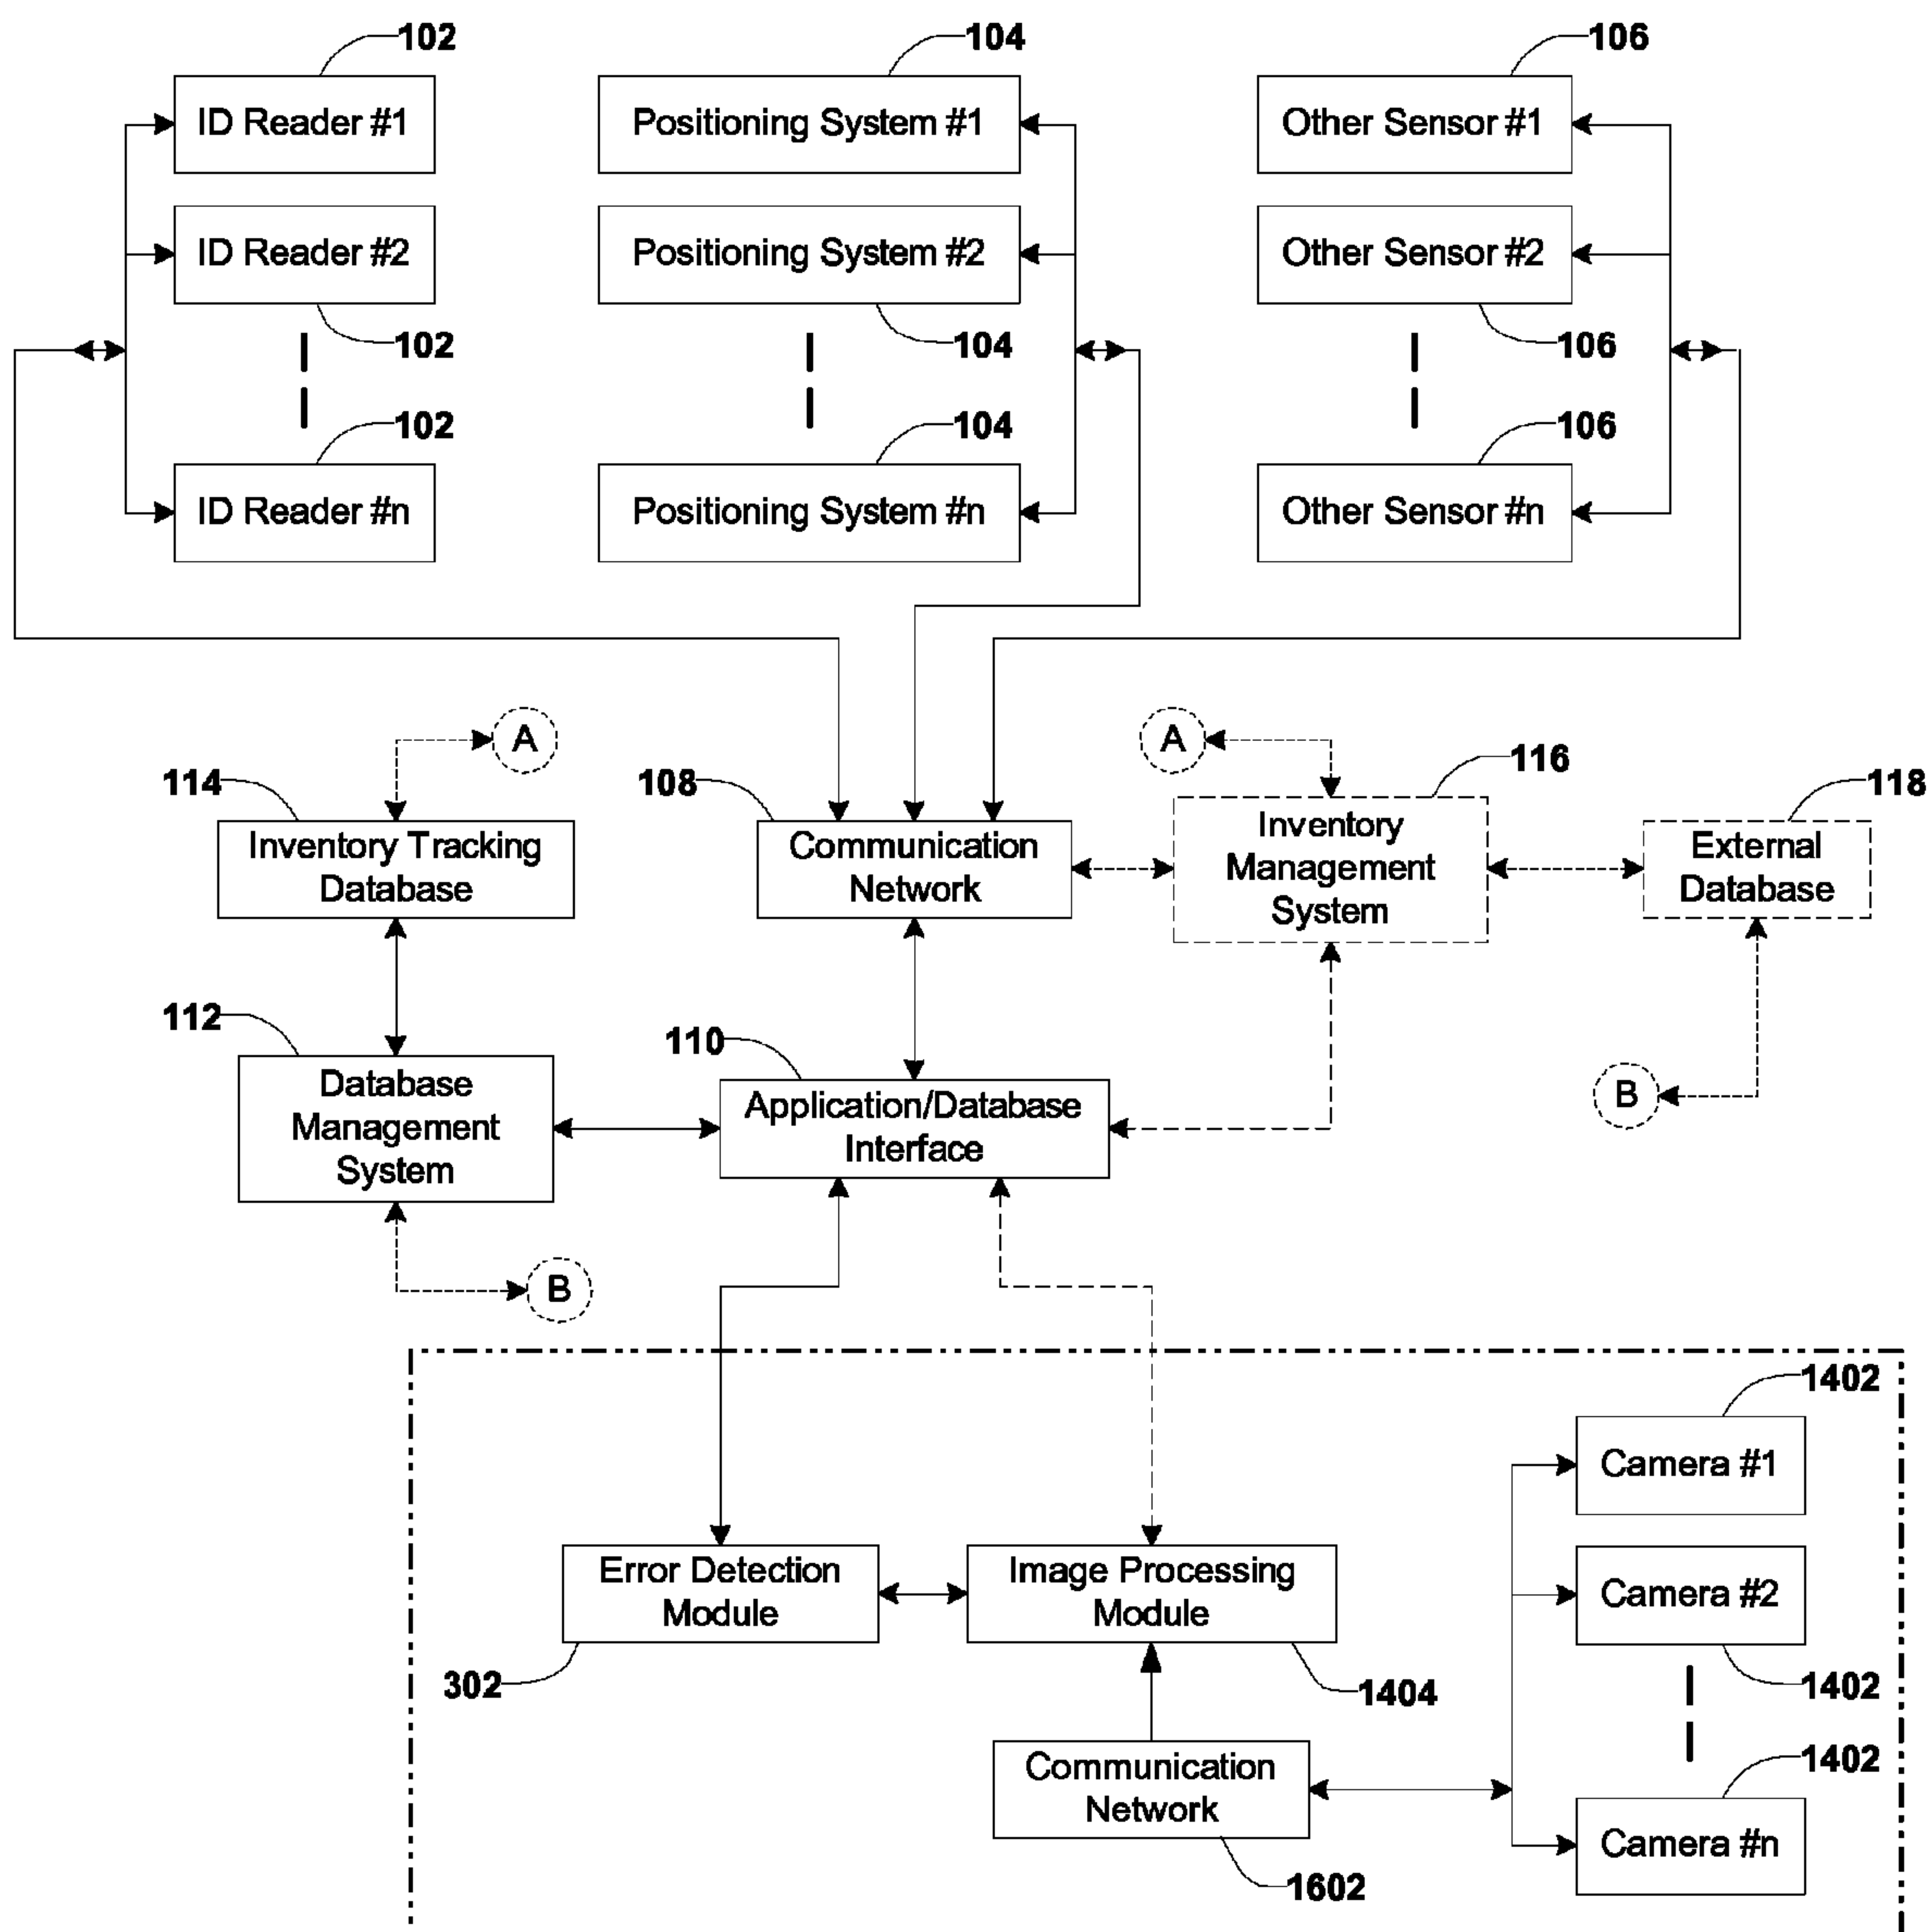 102
104
106
ID Reader #1
Positioning System #1
Other Sensor #1
ID Reader #2
Positioning System #2
Other Sensor #2
102
104
106
102
104
106
ID Reader #n
Positioning System #n
Other Sensor #n
A
A
116
114
108
118
Inventory Tracking
Database
Communication
Network
Inventory
Management
System
External
Database
112
110
Database
Management
System
Application/Database
Interface
B
B
1402
Camera #1
Error Detection
Module
Image Processing
Module
Camera #2
302
1404
1402
1402
Communication
Network
Camera #n
1602